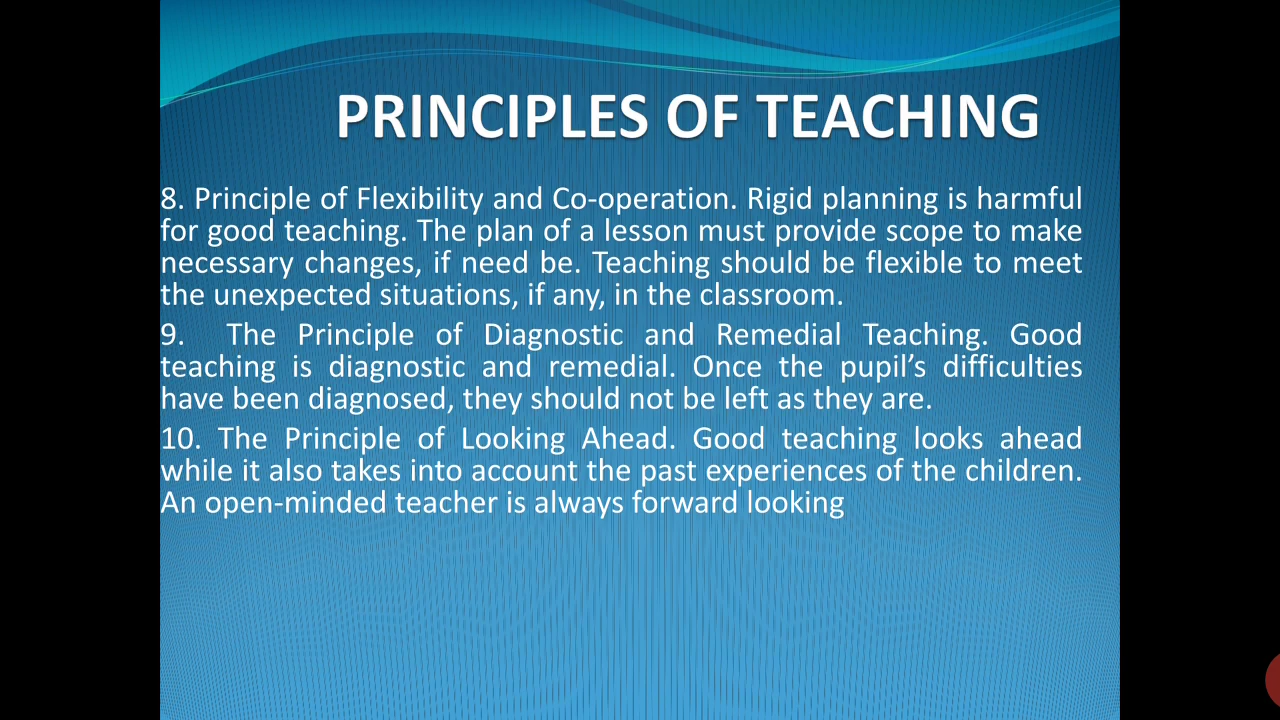 PRINCIPLES OF TEACHING
8. Principle of Flexibility and Co-operation. Rigid planning is harmful
for good teaching. The plan of a lesson must provide scope to make
necessary changes, if need be. Teaching should be flexible to meet
the unexpected situations, if any, in the classroom.
9. The Principle of Diagnostic and Remedial Teaching. Good
teaching is diagnostic and remedial. Once the pupil’s difficulties
have been diagnosed, they should not be left as they are.
10. The Principle of Looking Ahead. Good teaching looks ahead
while it also takes into account the past experiences of the children.
An open-minded teacher is always forward looking